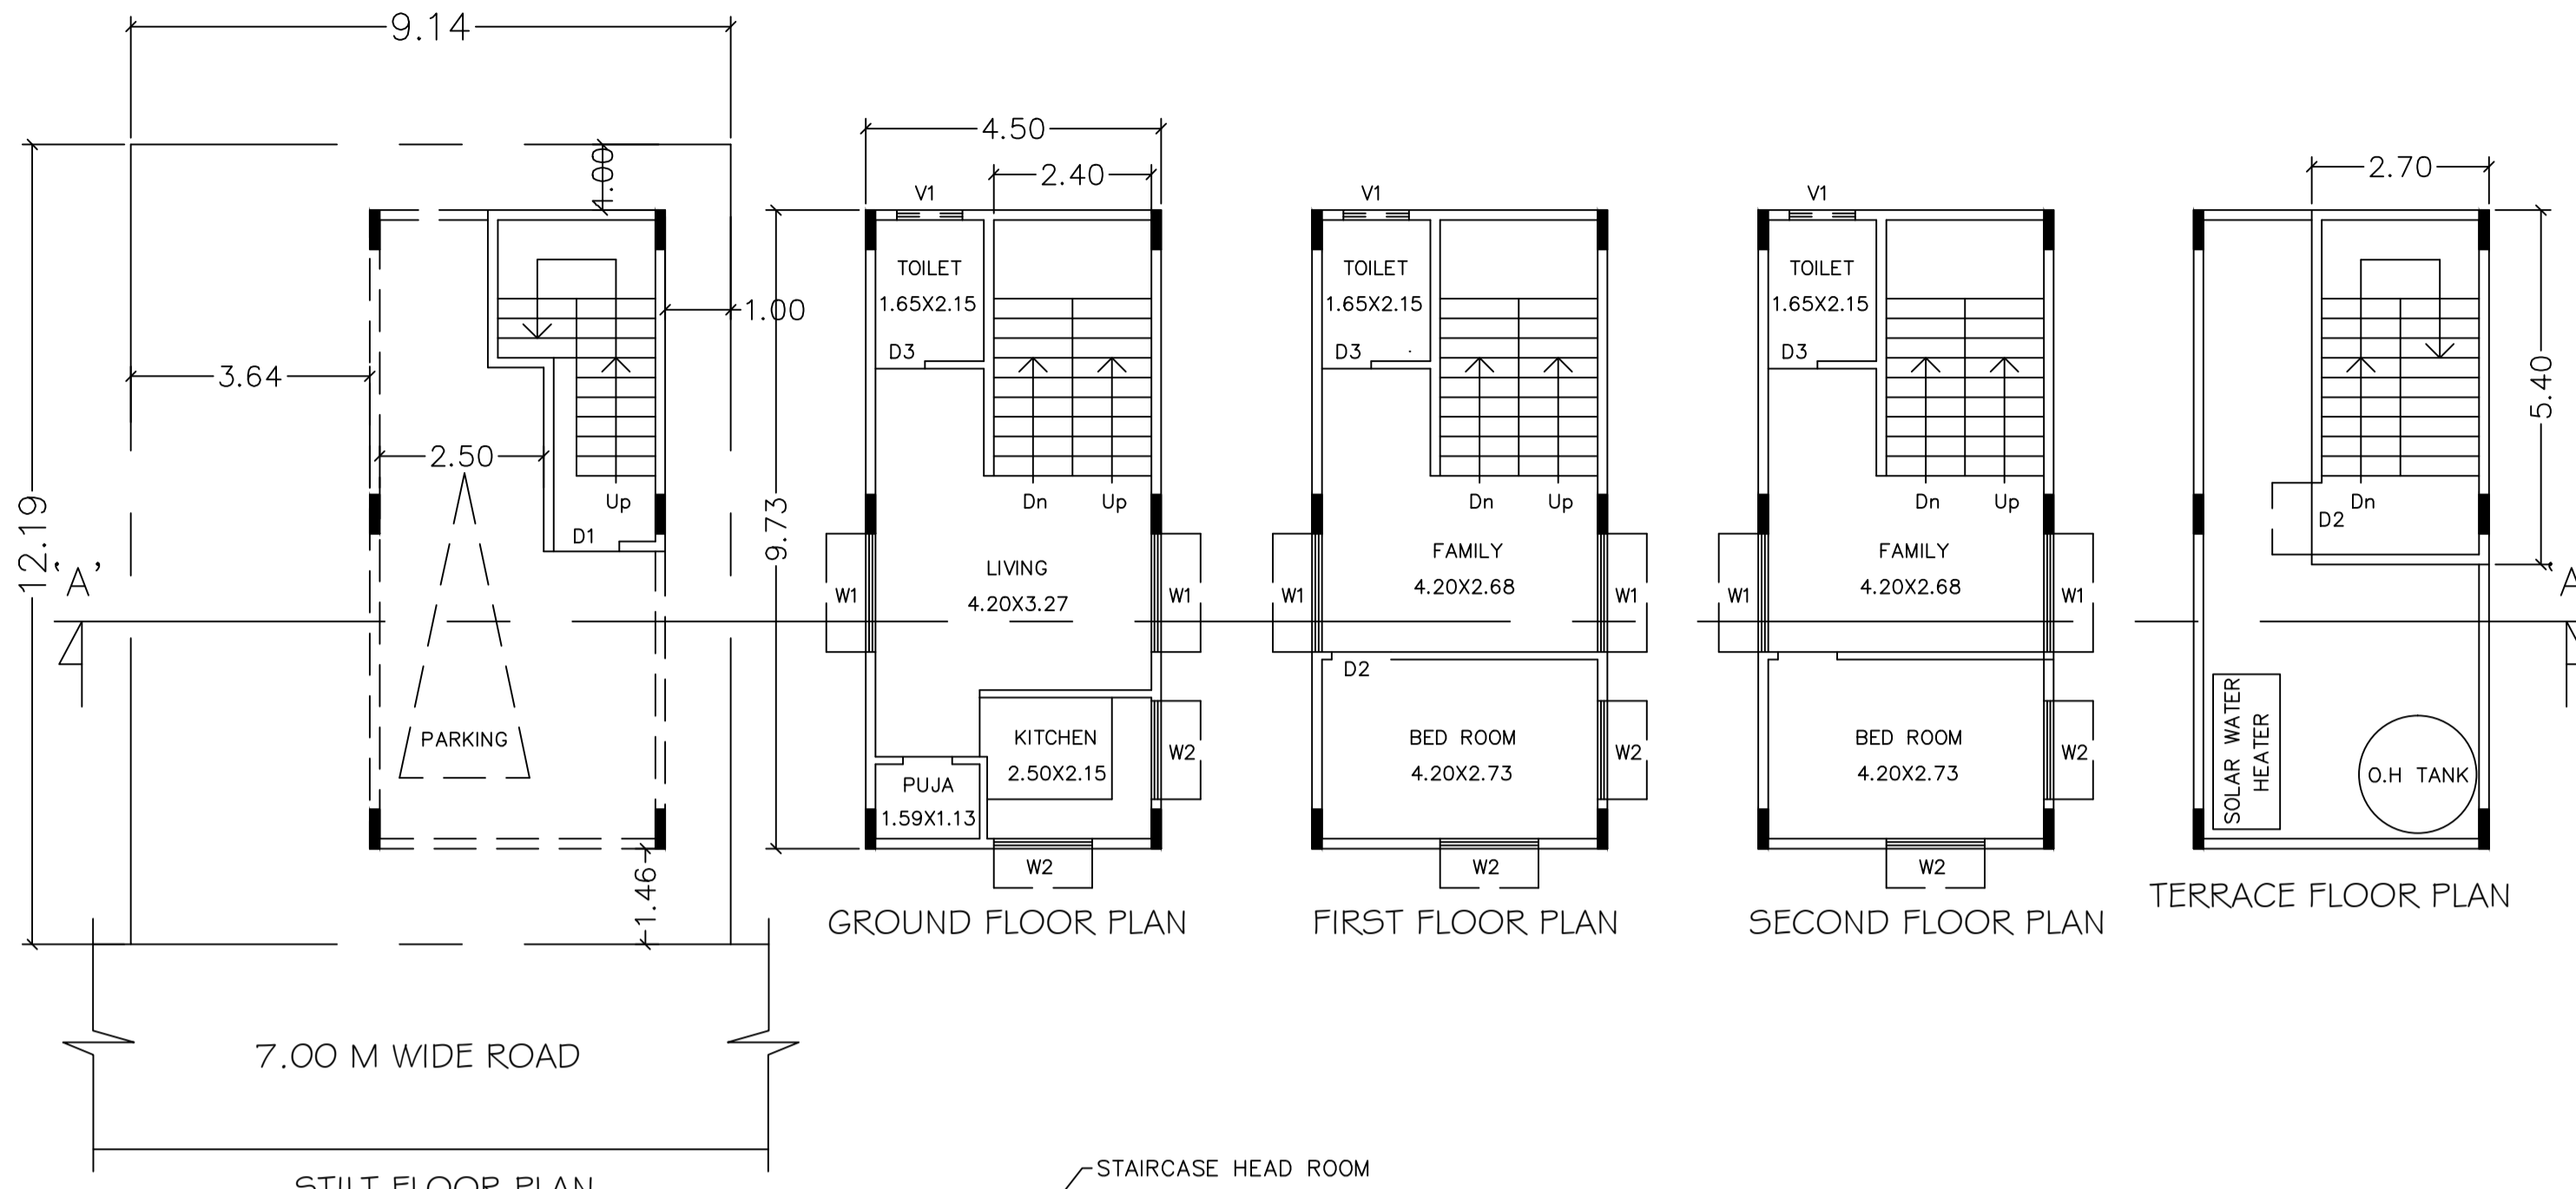 9.14
1.00
3.64
1.00
2.50
12.19
Up
D1
'A'
PARKING
1.46
7.00 M WIDE ROAD
STILT FLOOR PLAN
4.50
2.40
V1
TOILET
1.65X2.15
D3
9.73
Dn
Up
LIVING
4.20X3.27
W1
W1
KITCHEN
2.50X2.15
W2
PUJA
1.59X1.13
W2
GROUND FLOOR PLAN
V1
TOILET
1.65X2.15
D3
Dn
Up
FAMILY
4.20X2.68
W1
W1
D2
BED ROOM
4.20X2.73
W2
W2
FIRST FLOOR PLAN
V1
TOILET
1.65X2.15
D3
Dn
Up
FAMILY
4.20X2.68
W1
W1
BED ROOM
4.20X2.73
W2
W2
SECOND FLOOR PLAN
2.70
5.40
Dn
D2
'A
SOLAR WATER
HEATER
O.H TANK
TERRACE FLOOR PLAN
STAIRCASE HEAD ROOM